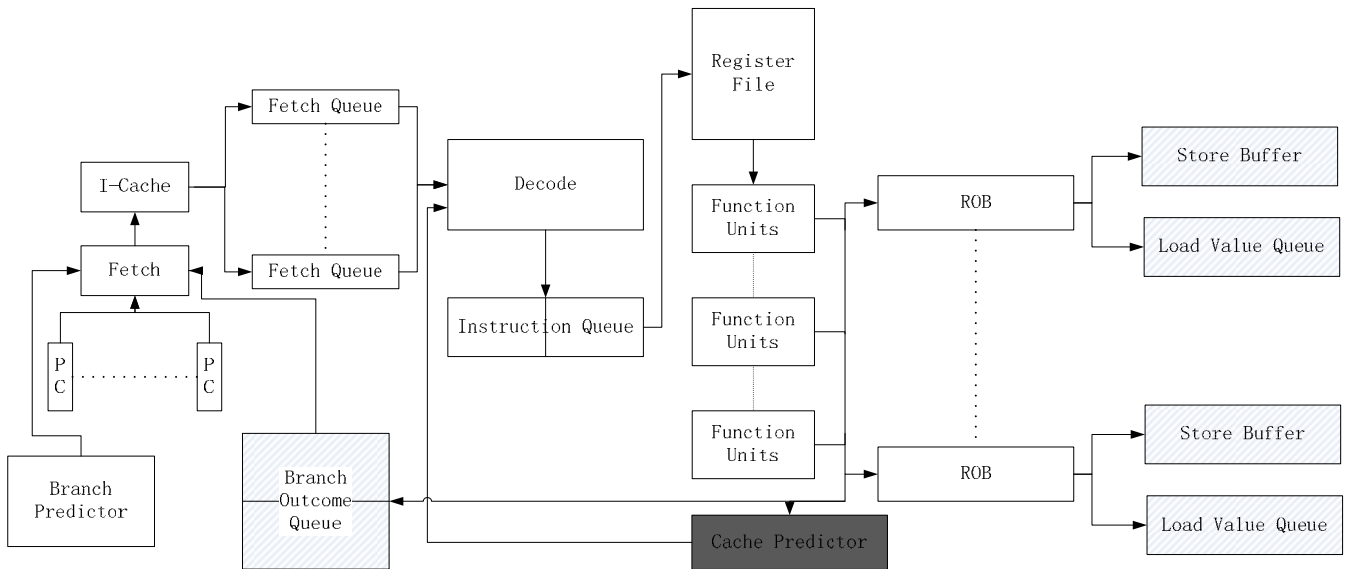 Register
File
Fetch Queue
I-Cache
Decode
Store Buffer
Function
Units
ROB
Load Value Queue
Fetch
Fetch Queue
Instruction Queue
Function
Units
P
C
P
C
Function
Units
Store Buffer
Branch
Predictor
Branch
Outcome
Queue
ROB
Load Value Queue
Cache Predictor